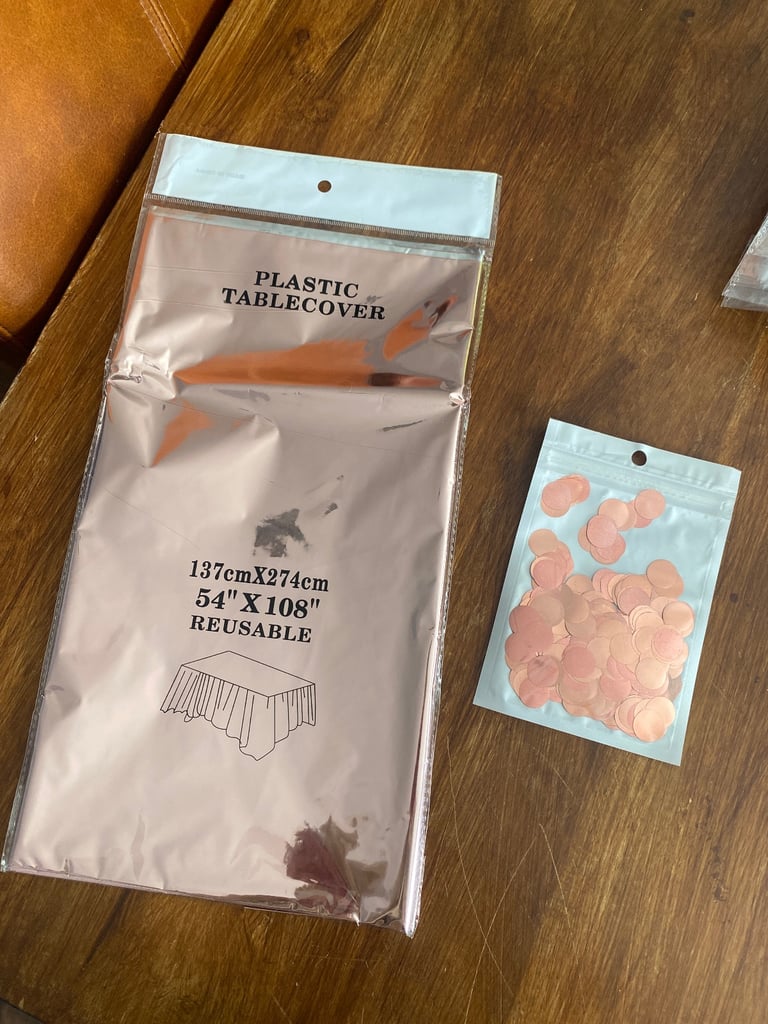 PLASTIC
TABLECOVER
137cmX274cm
54"X108"
REUSABLE